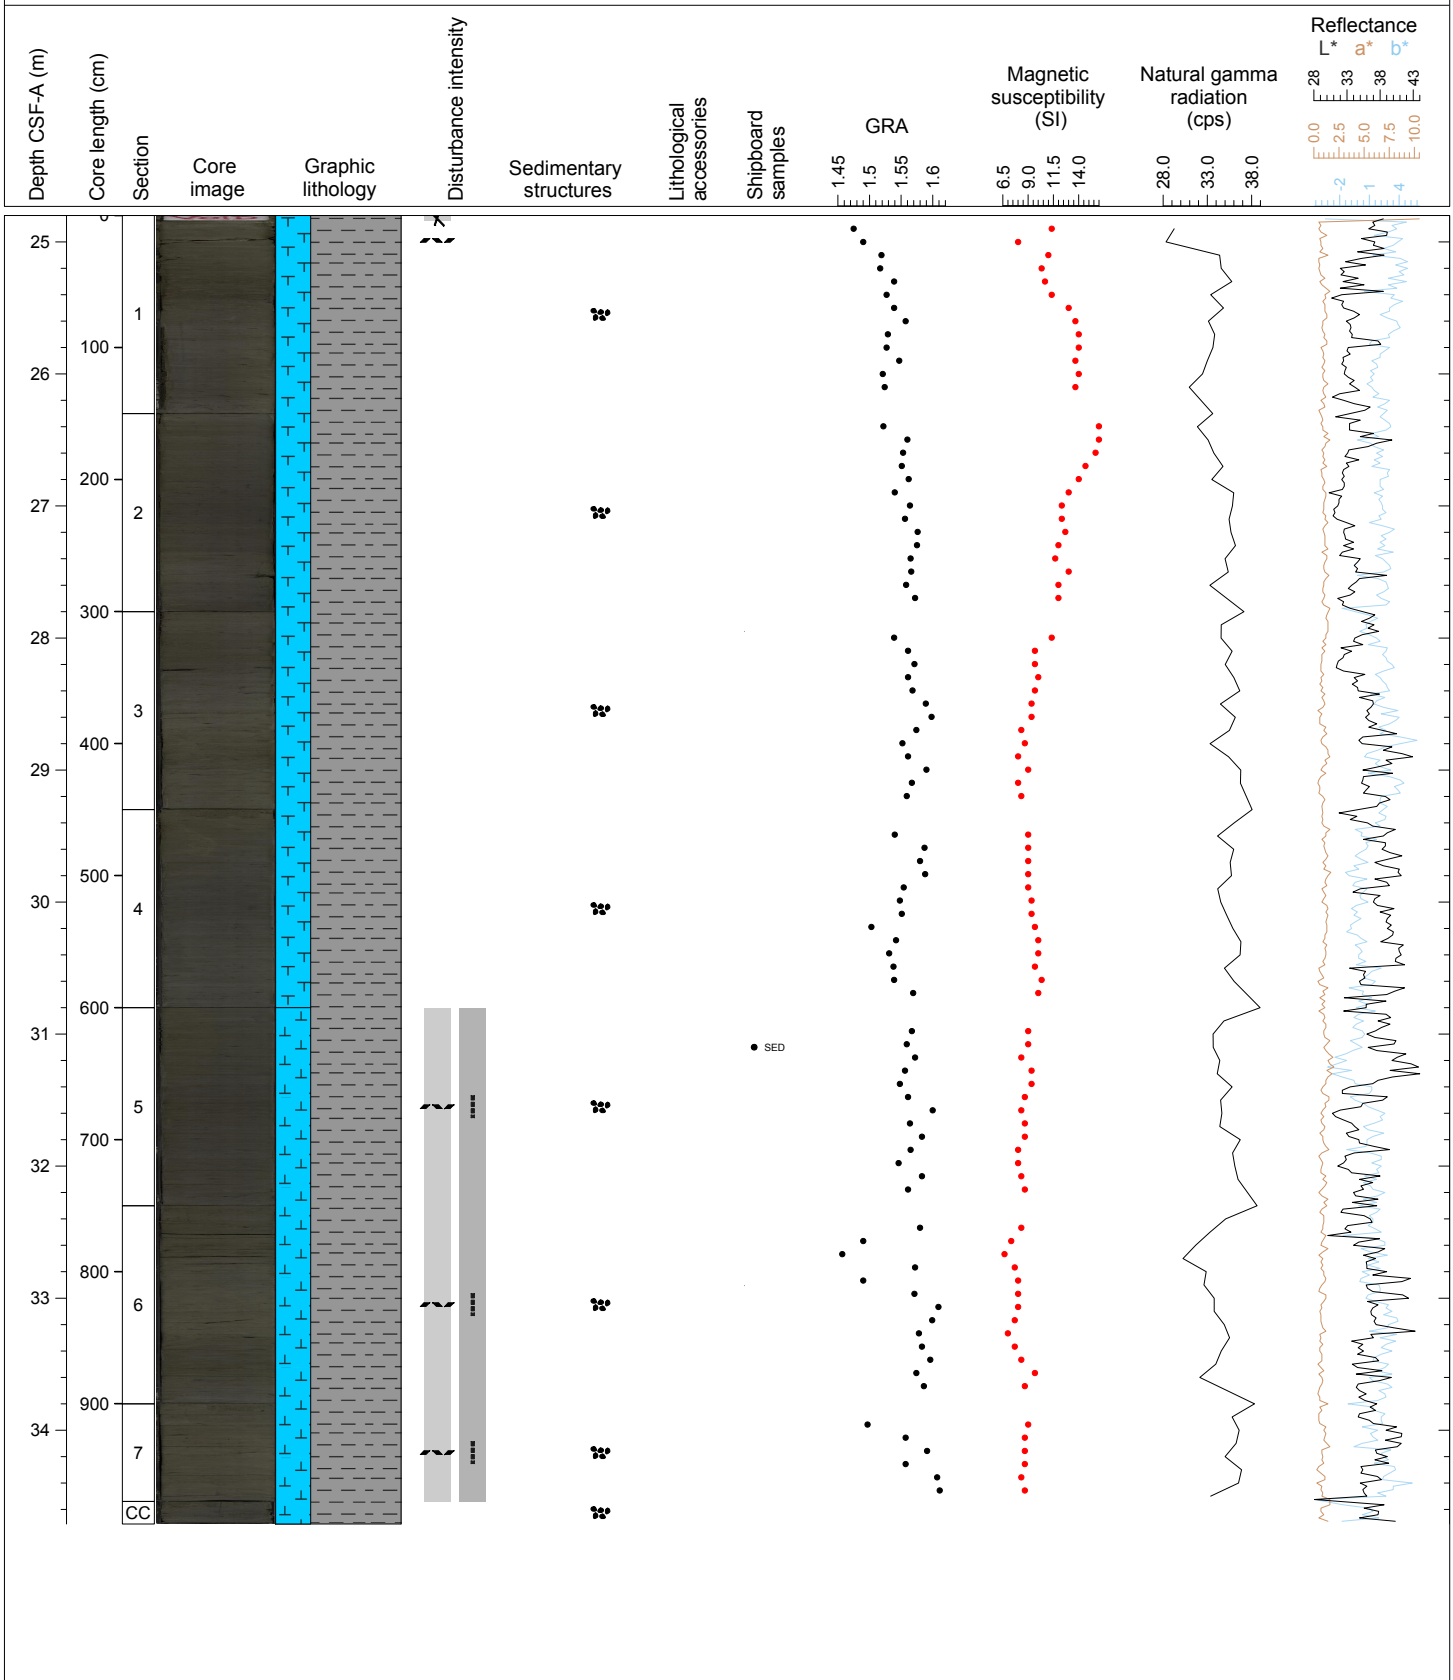 Depth CSF-A (m)
Core length (cm)
Section
Core
image
Graphic
lithology
Disturbance intensity
Sedimentary
structures
Lithological
accessories
Shipboard
samples
GRA
1.45 1.5 1.55 1.6
Magnetic
susceptibility
(SI)
6.5 9.0 11.5 14.0
Natural gamma
radiation
(cps)
28.0 33.0 38.0
Reflectance
L* a* b*
28 33 38 43
0.0 2.5 5.0 7.5 10.0
-2 1 4
0
25
1
100
26
200
27
2
300
28
3
400
29
500
30
4
600
31
SED
5
700
32
800
33
6
900
34
7
CC